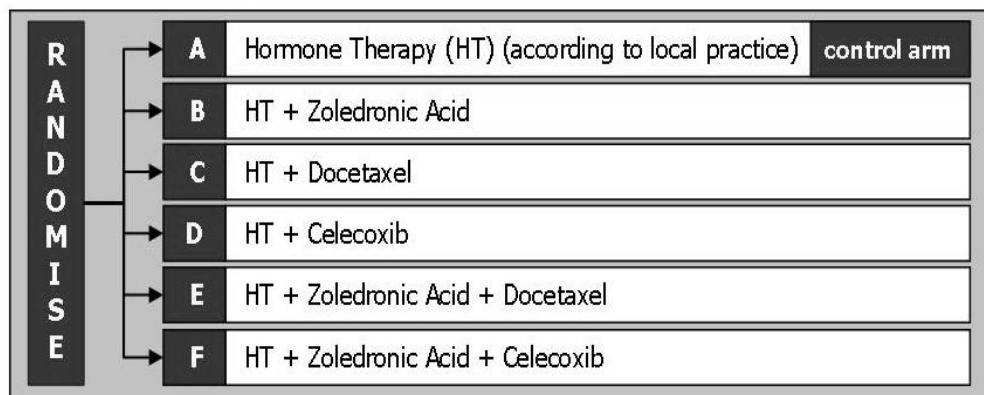 RANDOMISE
A Hormone Therapy (HT) (according to local practice) control arm
B HT + Zoledronic Acid
C HT + Docetaxel
D HT + Celecoxib
E HT + Zoledronic Acid + Docetaxel
F HT + Zoledronic Acid + Celecoxib